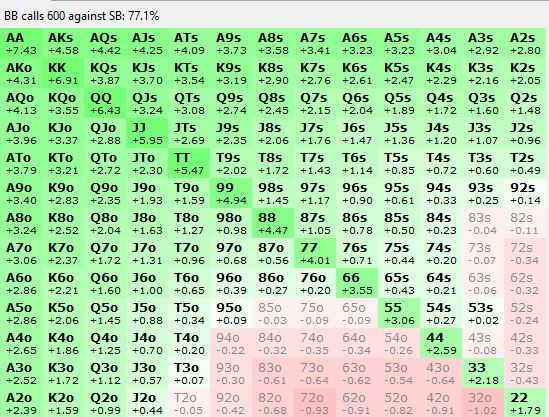 BB calls 600 against SB: 77.1%
AA AKs AQs AJs ATs A9s A8s A7s A6s A5s A4s A3s A2s
+7.43 +4.58 +4.42 +4.25 +4.09 +3.73 +3.58 +3.41 +3.23 +3.23 +3.04 +2.92 +2.80
AKo KK KQs KJs KTs K9s K8s K7s K6s K5s K4s K3s K2s
+4.31 +6.91 +3.87 +3.70 +3.54 +3.19 +2.90 +2.76 +2.61 +2.47 +2.29 +2.16 +2.05
AQo KQo QQ QJs QTs Q9s Q8s Q7s Q6s Q5s Q4s Q3s Q2s
+4.13 +3.55 +6.43 +3.24 +3.08 +2.74 +2.45 +2.15 +2.04 +1.89 +1.72 +1.60 +1.48
AJo KJo QJo JJ JTs J9s J8s J7s J6s J5s J4s J3s J2s
+3.96 +3.37 +2.88 +5.95 +2.69 +2.35 +2.06 +1.76 +1.47 +1.36 +1.20 +1.07 +0.96
ATo KTo QTo JTo TT T9s T8s T7s T6s T5s T4s T3s T2s
+3.79 +3.21 +2.72 +2.30 +5.47 +2.02 +1.72 +1.43 +1.14 +0.85 +0.72 +0.60 +0.49
A9o K9o Q9o J9o T9o 99 98s 97s 96s 95s 94s 93s 92s
+3.40 +2.83 +2.35 +1.93 +1.59 +4.94 +1.46 +1.17 +0.90 +0.61 +0.33 +0.25 +0.14
A8o K8o Q8o J8o T8o 98o 88 87s 86s 85s 84s 83s 82s
+3.24 +2.52 +2.04 +1.63 +1.27 +0.98 +4.47 +1.05 +0.78 +0.50 +0.23 -0.04 -0.11
A7o K7o Q7o J7o T7o 97o 87o 77 76s 75s 74s 73s 72s
+3.06 +2.37 +1.72 +1.31 +0.96 +0.68 +0.56 +4.01 +0.71 +0.44 +0.20 -0.07 -0.34
A6o K6o Q6o J6o T6o 96o 86o 76o 66 65s 64s 63s 62s
+2.86 +2.21 +1.60 +1.00 +0.65 +0.39 +0.27 +0.20 +3.55 +0.43 +0.21 -0.06 -0.32
A5o K5o Q5o J5o T5o 95o 85o 75o 65o 55 54s 53s 52s
+2.86 +2.06 +1.45 +0.88 +0.34 +0.09 -0.03 -0.09 -0.09 +3.06 +0.27 +0.02 -0.24
A4o K4o Q4o J4o T4o 94o 84o 74o 64o 54o 44 43s 42s
+2.65 +1.86 +1.25 +0.70 +0.20 -0.22 -0.32 -0.35 -0.34 -0.26 +2.59 -0.08 -0.33
A3o K3o Q3o J3o T3o 93o 83o 73o 63o 53o 43o 33 32s
+2.52 +1.72 +1.12 +0.57 +0.07 -0.30 -0.61 -0.64 -0.62 -0.54 -0.64 +2.18 -0.43
A2o K2o Q2o J2o T2o 92o 82o 72o 62o 52o 42o 32o 22
+2.39 +1.59 +0.99 +0.44 -0.05 -0.42 -0.68 -0.93 -0.91 -0.82 -0.91 -1.02 +1.79